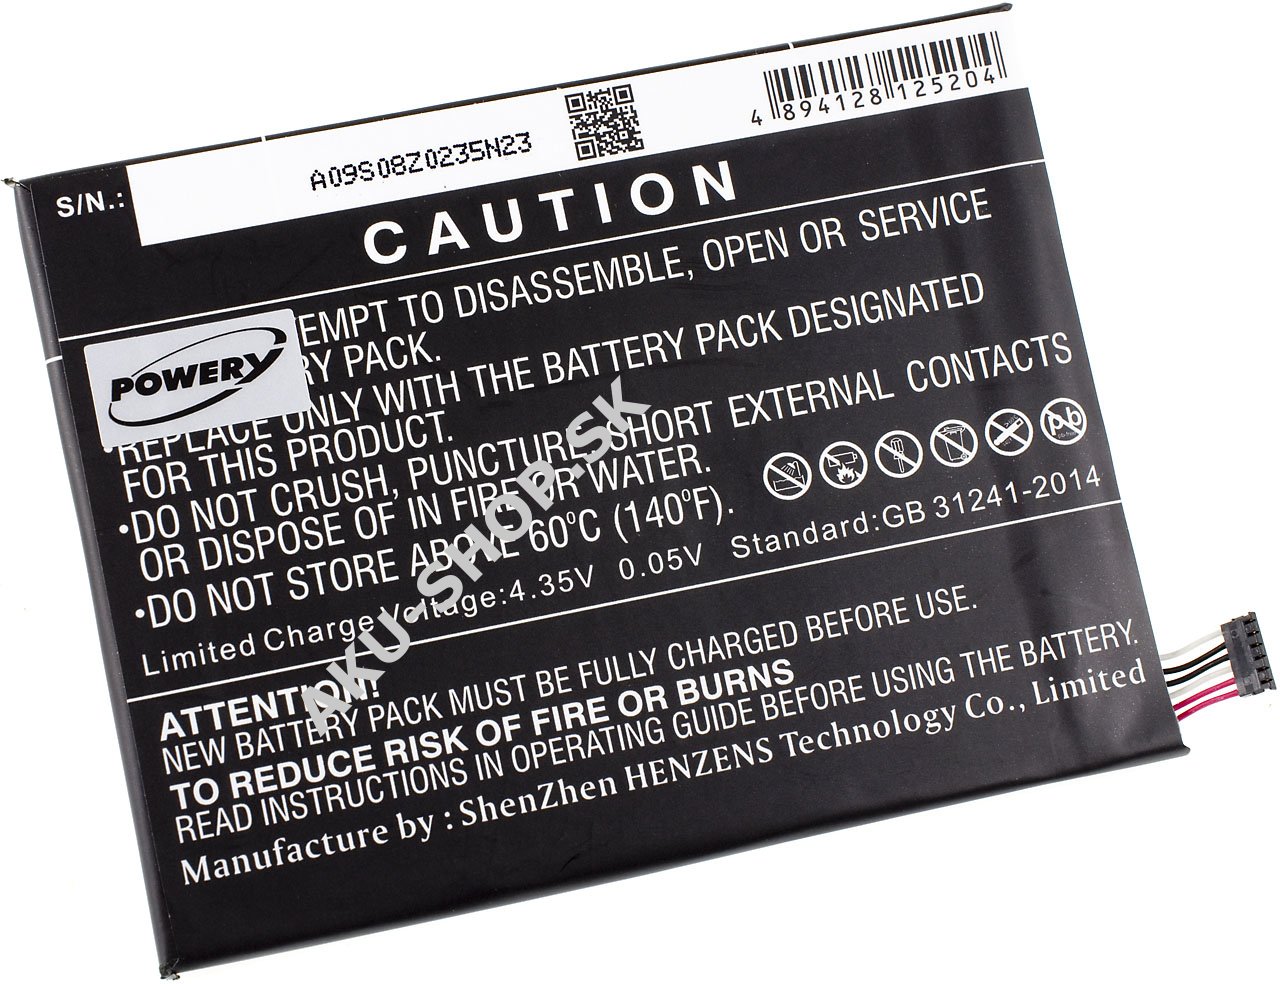 4 894128 125204
A09S08Z0235N23
S/N.:
CAUTION
EMPT TO DISASSEMBLE, OPEN OR SERVICE
RY PACK.
POWERY
•REPLACE ONLY WITH THE BATTERY PACK DESIGNATED
FOR THIS PRODUCT.
•DO NOT CRUSH, PUNCTURE, SHORT EXTERNAL CONTACTS
OR DISPOSE OF IN FIRE OR WATER.
•DO NOT STORE ABOVE 60°C (140°F).
Pb
Limited Charge Voltage:4.35V 0.05V Standard:GB 31241-2014
ATTENTION!
NEW BATTERY PACK MUST BE FULLY CHARGED BEFORE USE.
TO REDUCE RISK OF FIRE OR BURNS
READ INSTRUCTIONS IN OPERATING GUIDE BEFORE USING THE BATTERY.
Manufacture by : ShenZhen HENZENS Technology Co., Limited
AKU-SHOP.SK